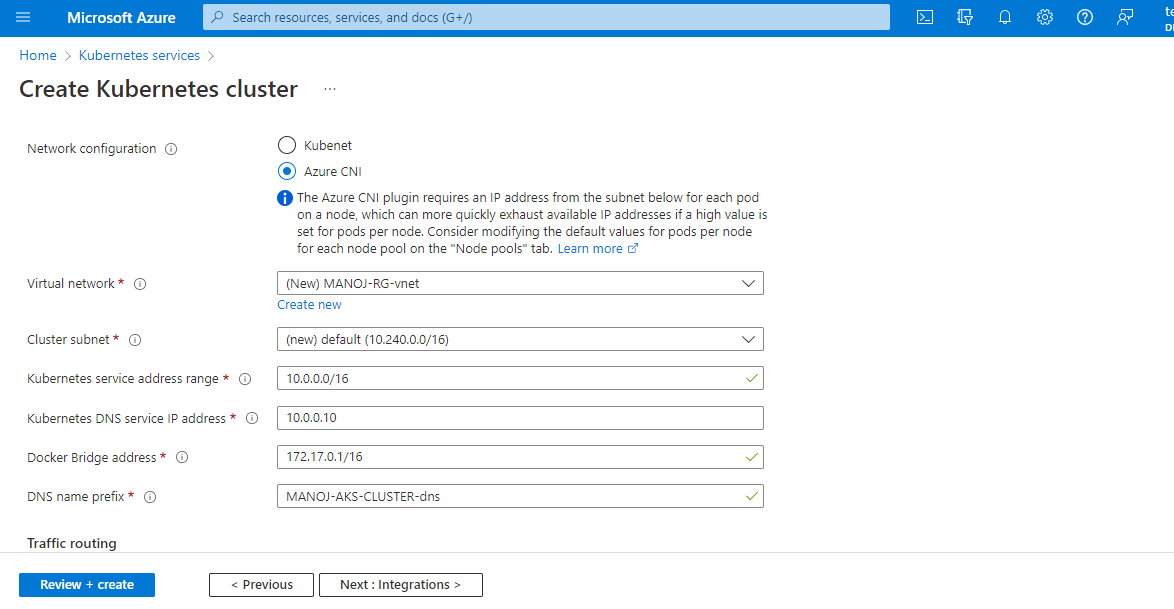 Microsoft Azure
Search resources, services, and docs (G+/)
Home > Kubernetes services >
Create Kubernetes cluster ...
Network configuration
Kubenet
Azure CNI
The Azure CNI plugin requires an IP address from the subnet below for each pod
on a node, which can more quickly exhaust available IP addresses if a high value is
set for pods per node. Consider modifying the default values for pods per node
for each node pool on the "Node pools" tab. Learn more
Virtual network *
(New) MANOJ-RG-vnet
Create new
Cluster subnet *
(new) default (10.240.0.0/16)
Kubernetes service address range *
10.0.0.0/16
Kubernetes DNS service IP address *
10.0.0.10
Docker Bridge address *
172.17.0.1/16
DNS name prefix *
MANOJ-AKS-CLUSTER-dns
Traffic routing
Review + create
< Previous
Next : Integrations >